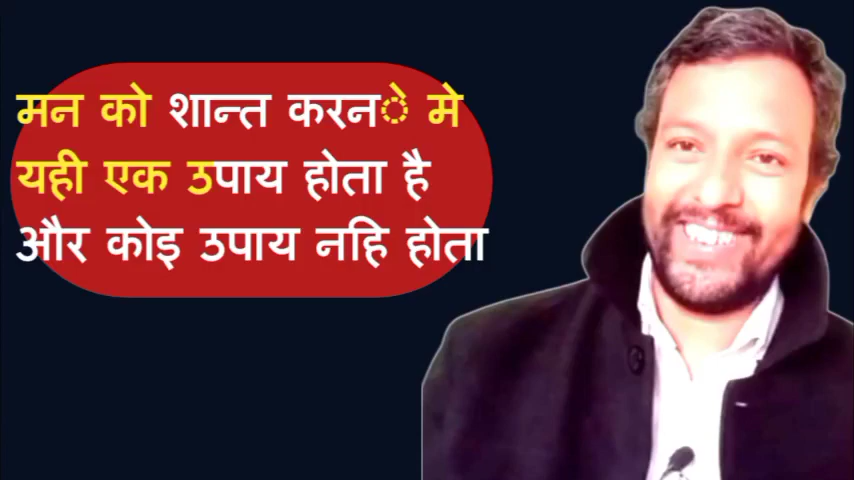 मन को शान्त करने मे
यही एक उपाय होता है
और कोइ उपाय नहि होता